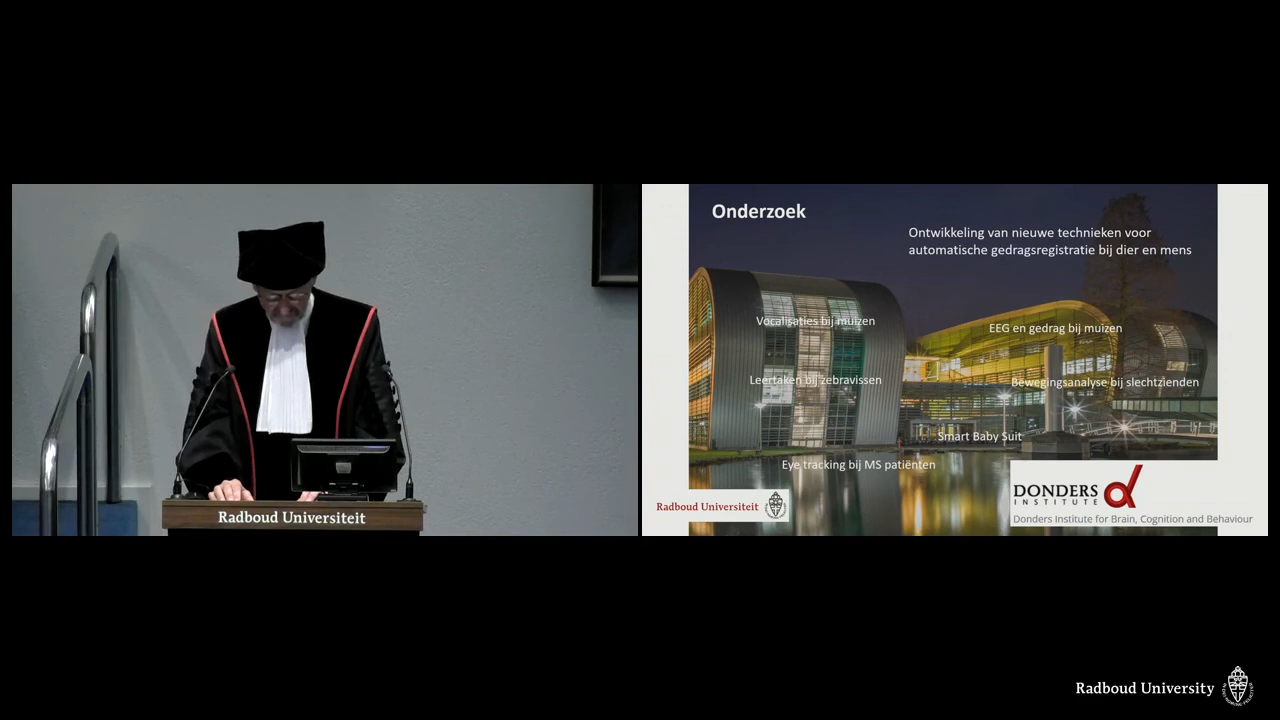 Radboud Universiteit
Onderzoek
Ontwikkeling van nieuwe technieken voor
automatische gedragsregistratie bij dier en mens
Vocalisaties bij muizen
EEG en gedrag bij muizen
Leertaken bij zebravissen
Bewegingsanalyse bij slechtzienden
Smart Baby Suit
Eye tracking bij MS patiënten
Radboud Universiteit
DONDERS
INSTITUTE
Donders Institute for Brain, Cognition and Behaviour
Radboud University